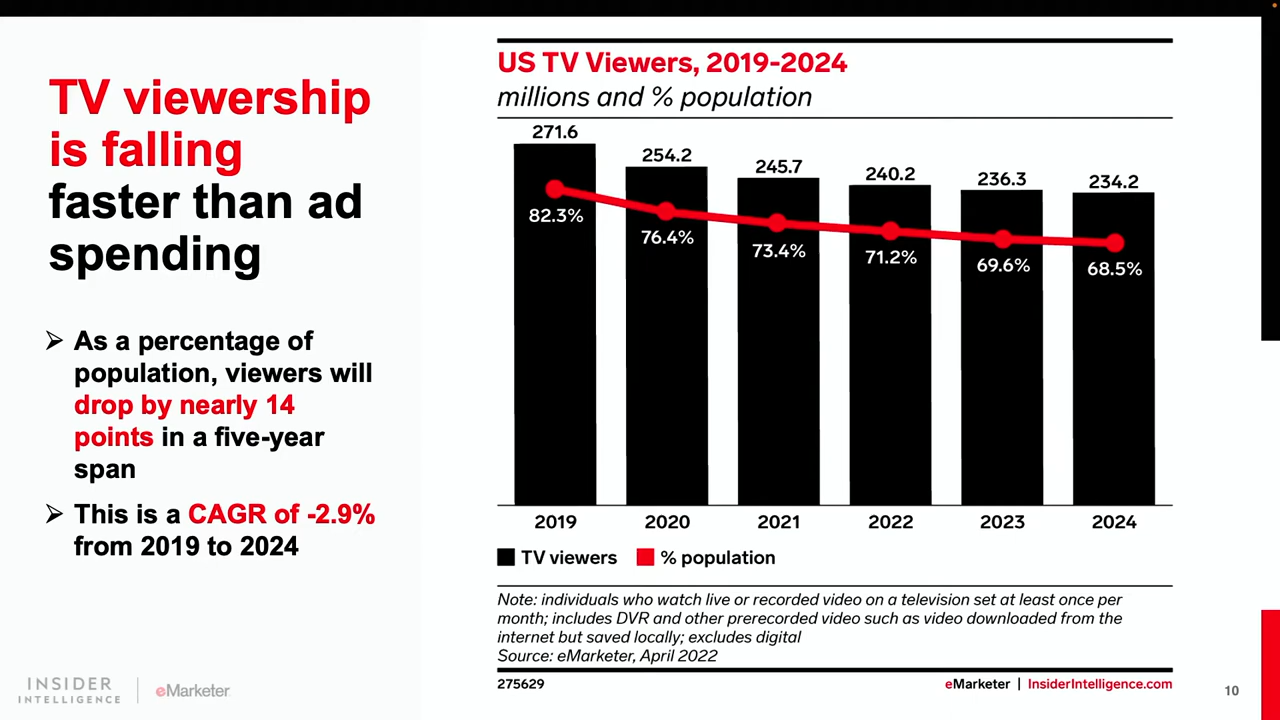 TV viewership
is falling
faster than ad
spending
➢ As a percentage of
population, viewers will
drop by nearly 14
points in a five-year
span
➢ This is a CAGR of -2.9%
from 2019 to 2024
INSIDER
INTELLIGENCE
eMarketer
US TV Viewers, 2019-2024
millions and % population
271.6
254.2
245.7
240.2
236.3
234.2
82.3%
76.4%
73.4%
71.2%
69.6%
68.5%
2019 2020 2021 2022 2023 2024
TV viewers % population
Note: individuals who watch live or recorded video on a television set at least once per
month; includes DVR and other prerecorded video such as video downloaded from the
internet but saved locally; excludes digital
Source: eMarketer, April 2022
275629 eMarketer | InsiderIntelligence.com
10